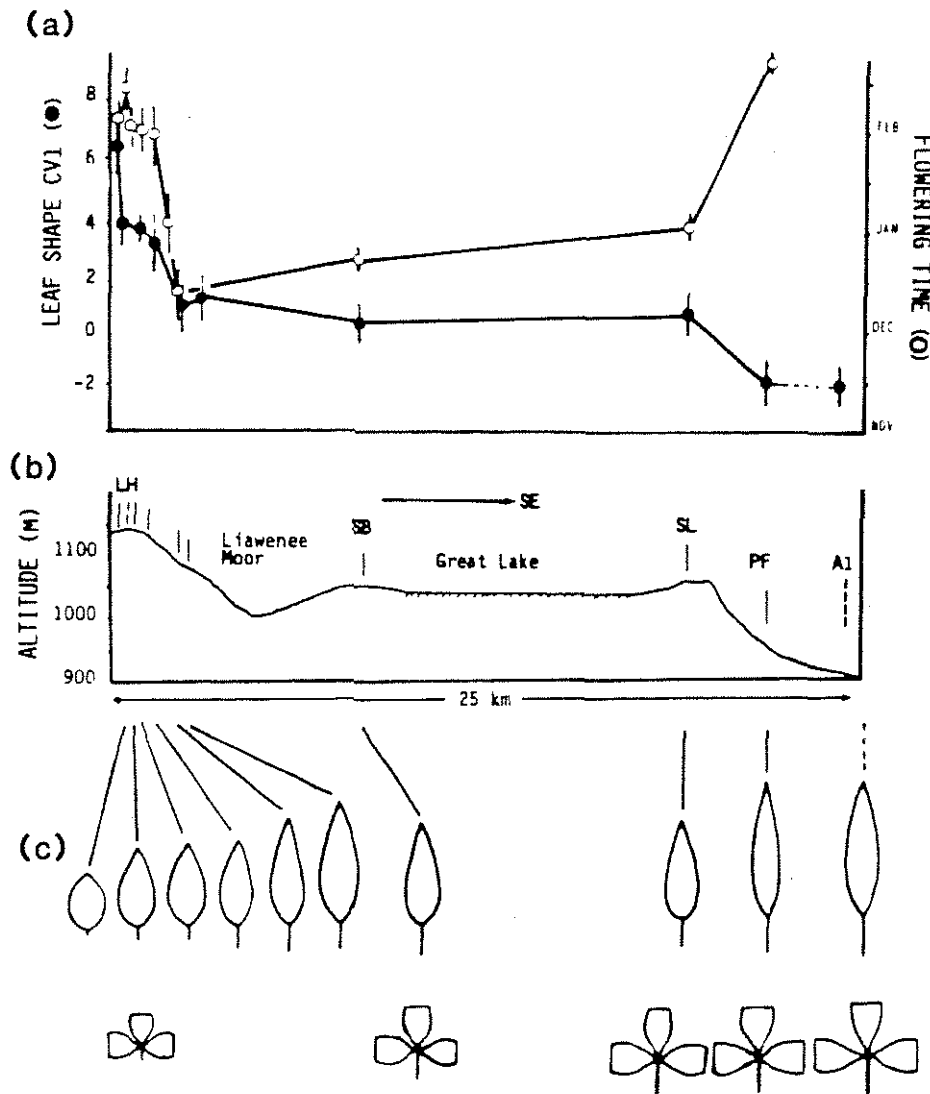 (a)
LEAF SHAPE CV1 (●)
8
6
4
2
0
-2
FEB
JAN
DEC
NOV
FLOWERING TIME (O)
(b)
ALTITUDE (M)
1100
1000
900
LH
Liawenee
Moor
SB
SE
Great Lake
SL
PF
A1
25 km
(c)